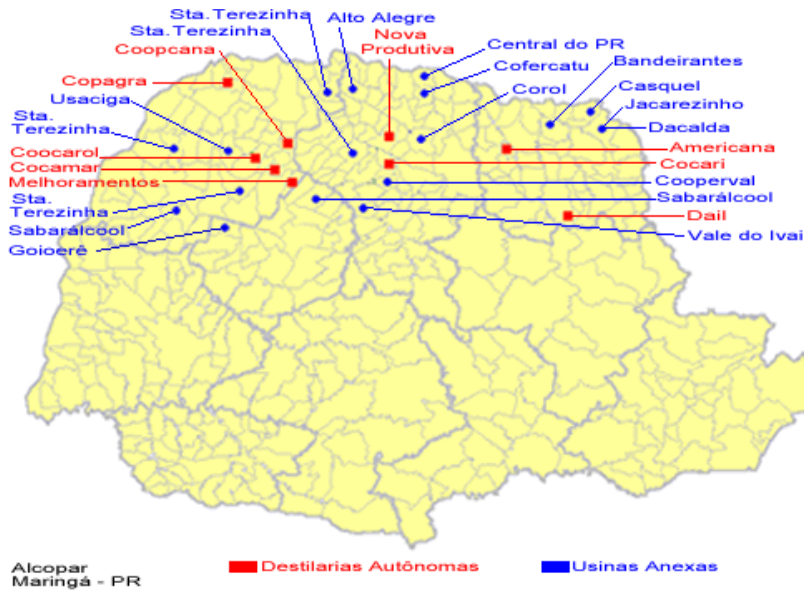 Sta.Terezinha
Alto Alegre
Sta.Terezinha
Nova
Produtiva
Coopcana
Central do PR
Bandeirantes
Copagra
Cofercatu
Casquel
Usaciga
Corol
Jacarezinho
Sta.
Terezinha
Dacalda
Coocarol
Americana
Cocamar
Cocari
Melhoramentos
Cooperval
Sta.
Terezinha
Sabarálcool
Dail
Sabarálcool
Vale do Ivai
Goioerê
Alcopar
Maringá - PR
Destilarias Autônomas
Usinas Anexas